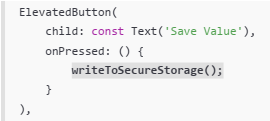 ElevatedButton(
    child: const Text('Save Value'),
    onPressed: () {
        writeToSecureStorage();
    }
),